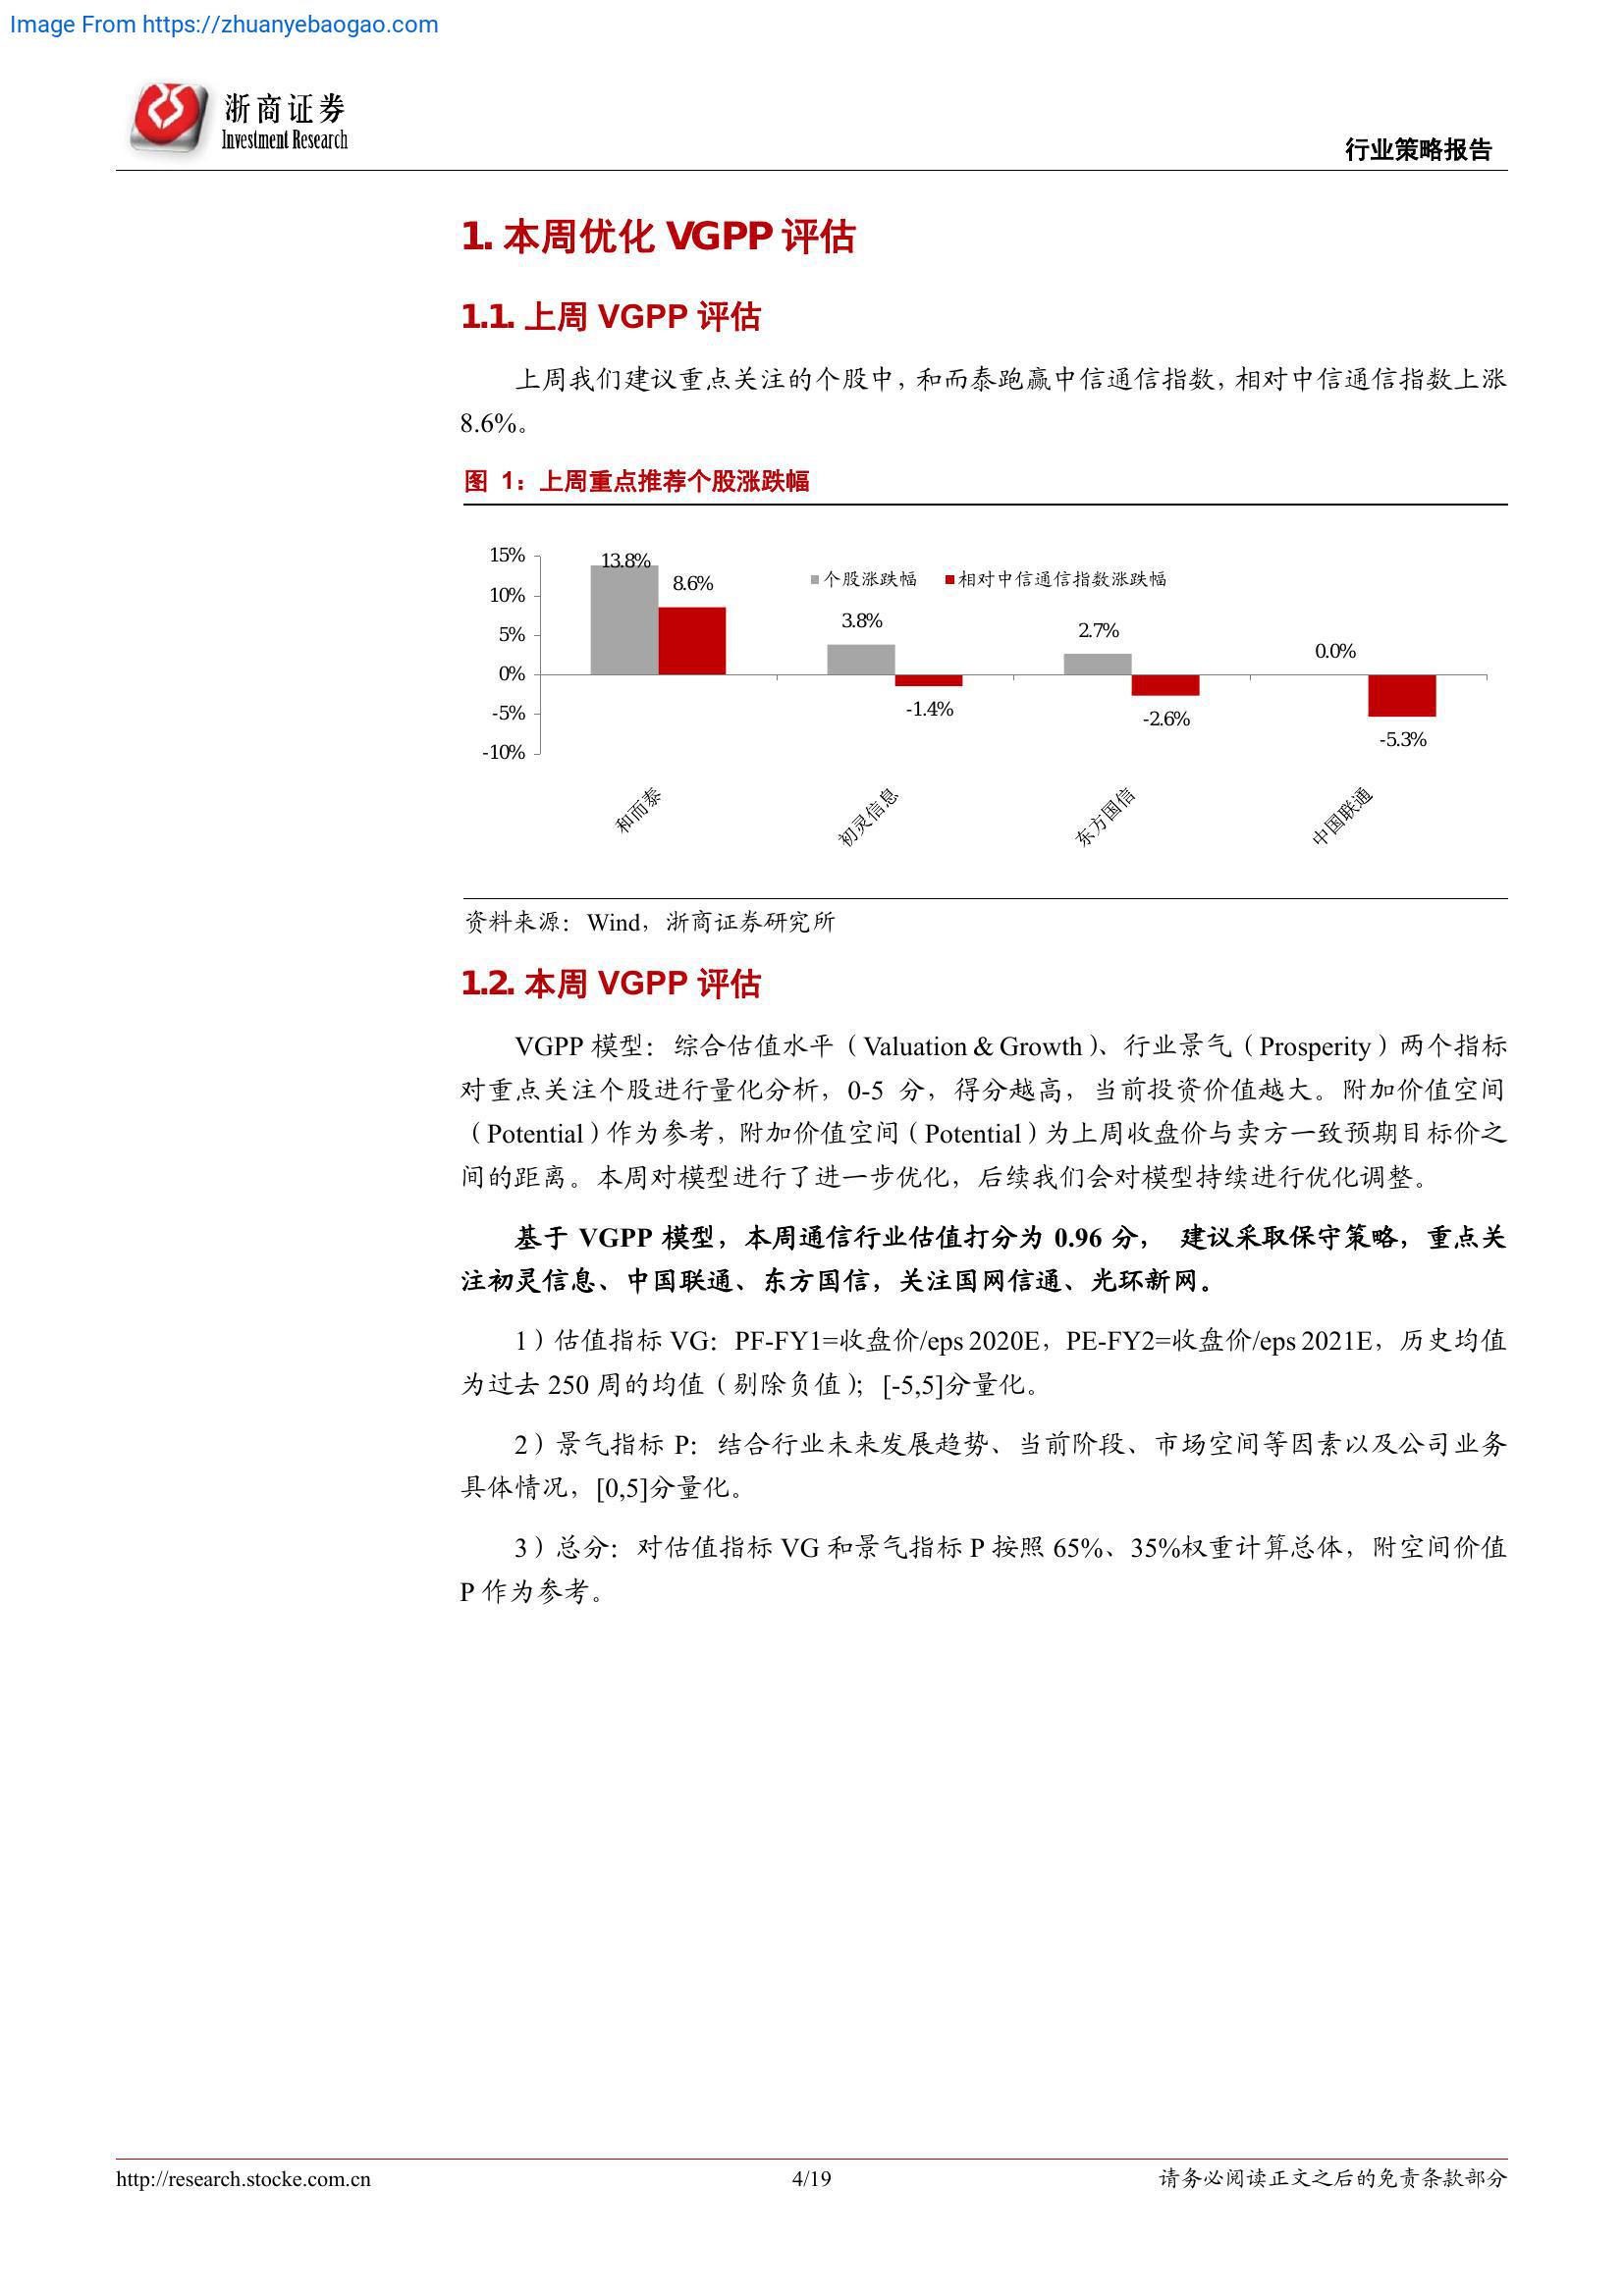 Image From https://zhuanyebaogao.com
浙商证券
Investment Research
行业策略报告
1. 本周优化 VGPP 评估
1.1. 上周 VGPP 评估
上周我们建议重点关注的个股中，和而泰跑赢中信通信指数，相对中信通信指数上涨
8.6%。
图 1：上周重点推荐个股涨跌幅
15%
10%
5%
0%
-5%
-10%
个股涨跌幅 相对中信通信指数涨跌幅
13.8%
8.6%
3.8%
-1.4%
2.7%
-2.6%
0.0%
-5.3%
和而泰
初灵信息
东方国信
中国联通
资料来源：Wind，浙商证券研究所
1.2. 本周 VGPP 评估
VGPP 模型：综合估值水平（Valuation & Growth）、行业景气（Prosperity）两个指标
对重点关注个股进行量化分析，0-5 分，得分越高，当前投资价值越大。附加价值空间
（Potential）作为参考，附加价值空间（Potential）为上周收盘价与卖方一致预期目标价之
间的距离。本周对模型进行了进一步优化，后续我们会对模型持续进行优化调整。
基于 VGPP 模型，本周通信行业估值打分为 0.96 分， 建议采取保守策略，重点关
注初灵信息、中国联通、东方国信，关注国网信通、光环新网。
1）估值指标 VG：PF-FY1=收盘价/eps 2020E，PE-FY2=收盘价/eps 2021E，历史均值
为过去 250 周的均值（剔除负值）；[-5,5]分量化。
2）景气指标 P：结合行业未来发展趋势、当前阶段、市场空间等因素以及公司业务
具体情况，[0,5]分量化。
3）总分：对估值指标 VG 和景气指标 P 按照 65%、35%权重计算总体，附空间价值
P 作为参考。
http://research.stocke.com.cn
4/19
请务必阅读正文之后的免责条款部分